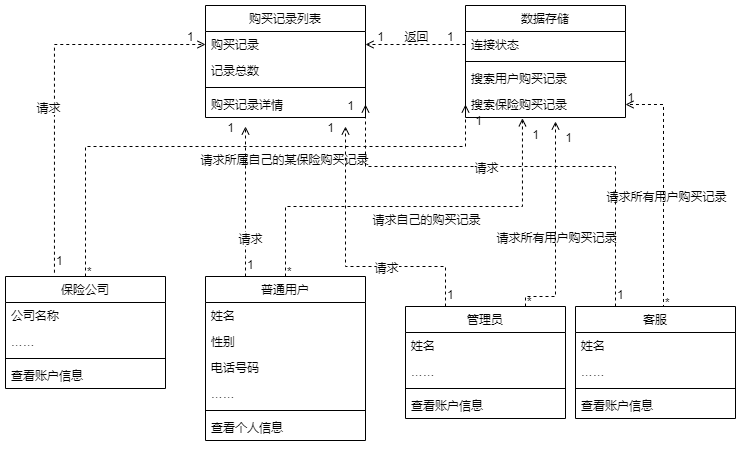 购买记录列表
购买记录
记录总数
购买记录详情
数据存储
连接状态
搜索用户购买记录
搜索保险购买记录
1
1
返回
1
1
请求
1
1
1
1
1
1
请求所属自己的某保险购买记录
请求
请求所有用户购买记录
请求自己的购买记录
请求
请求所有用户购买记录
请求
1
*
1
*
1
*
1
*
保险公司
公司名称
……
查看账户信息
普通用户
姓名
性别
电话号码
……
查看个人信息
管理员
姓名
……
查看账户信息
客服
姓名
……
查看账户信息